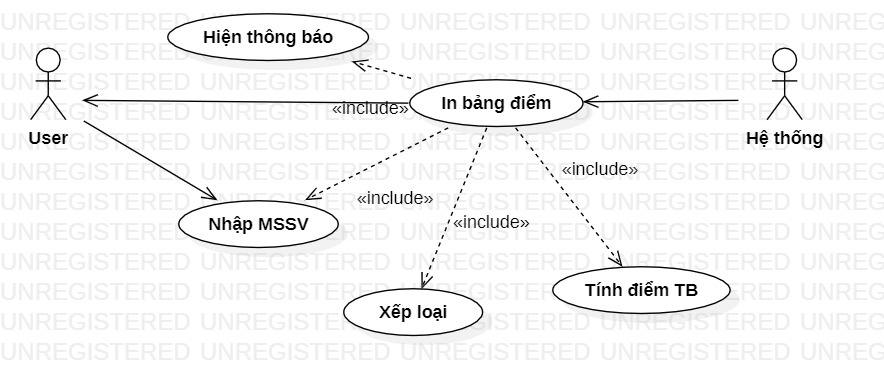 UNREGISTERED UNREGISTERED UNREGISTERED UNREGISTERED UNREG
Hiện thông báo
In bảng điểm
«include»
User
Hệ thống
«include»
«include»
«include»
Nhập MSSV
Tính điểm TB
Xếp loại